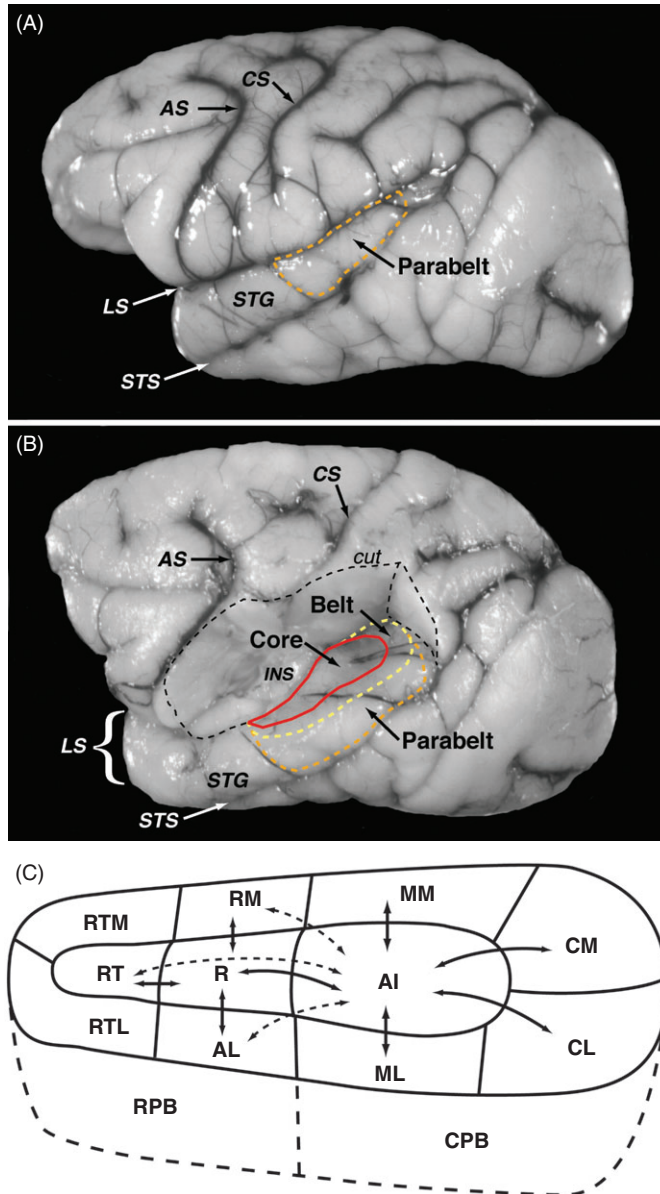 (A)
CS
AS
Parabelt
LS
STG
STS
(B)
CS
AS
cut
Belt
Core
INS
LS
Parabelt
STG
STS
(C)
RM
MM
RTM
CM
RT
R
AI
RTL
AL
ML
CL
RPB
CPB